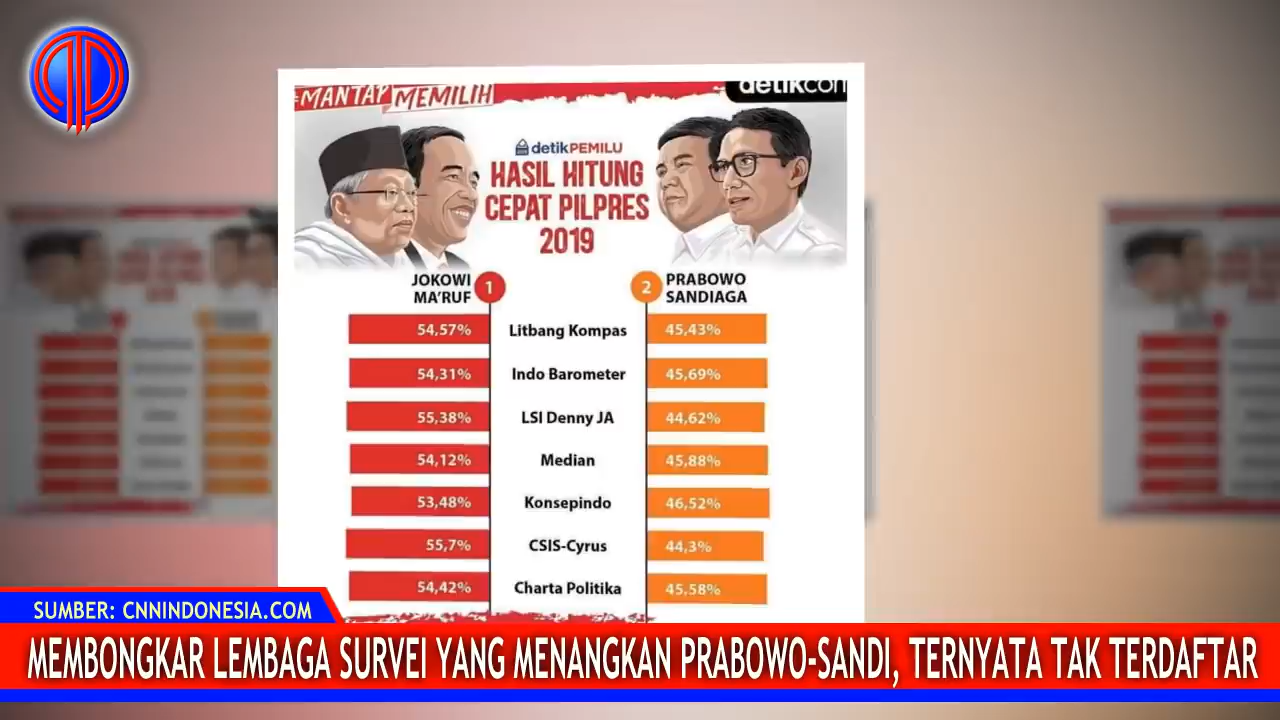 #MANTAP MEMILIH
detikcom
detikPEMILU
HASIL HITUNG
CEPAT PILPRES
2019
JOKOWI
MA'RUF
1
2
PRABOWO
SANDIAGA
54,57% Litbang Kompas 45,43%
54,31% Indo Barometer 45,69%
55,38% LSI Denny JA 44,62%
54,12% Median 45,88%
53,48% Konsepindo 46,52%
55,7% CSIS-Cyrus 44,3%
54,42% Charta Politika 45,58%
SUMBER: CNNINDONESIA.COM
MEMBONGKAR LEMBAGA SURVEI YANG MENANGKAN PRABOWO-SANDI, TERNYATA TAK TERDAFTAR